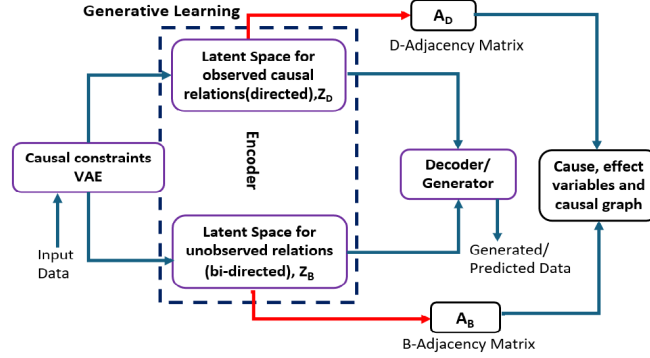 Generative Learning
A_D
D-Adjacency Matrix
Latent Space for
observed causal
relations(directed),Z_D
Encoder
Causal constraints
VAE
Decoder/
Generator
Cause, effect
variables and
causal graph
Input
Data
Latent Space for
unobserved relations
(bi-directed), Z_B
Generated/
Predicted Data
A_B
B-Adjacency Matrix